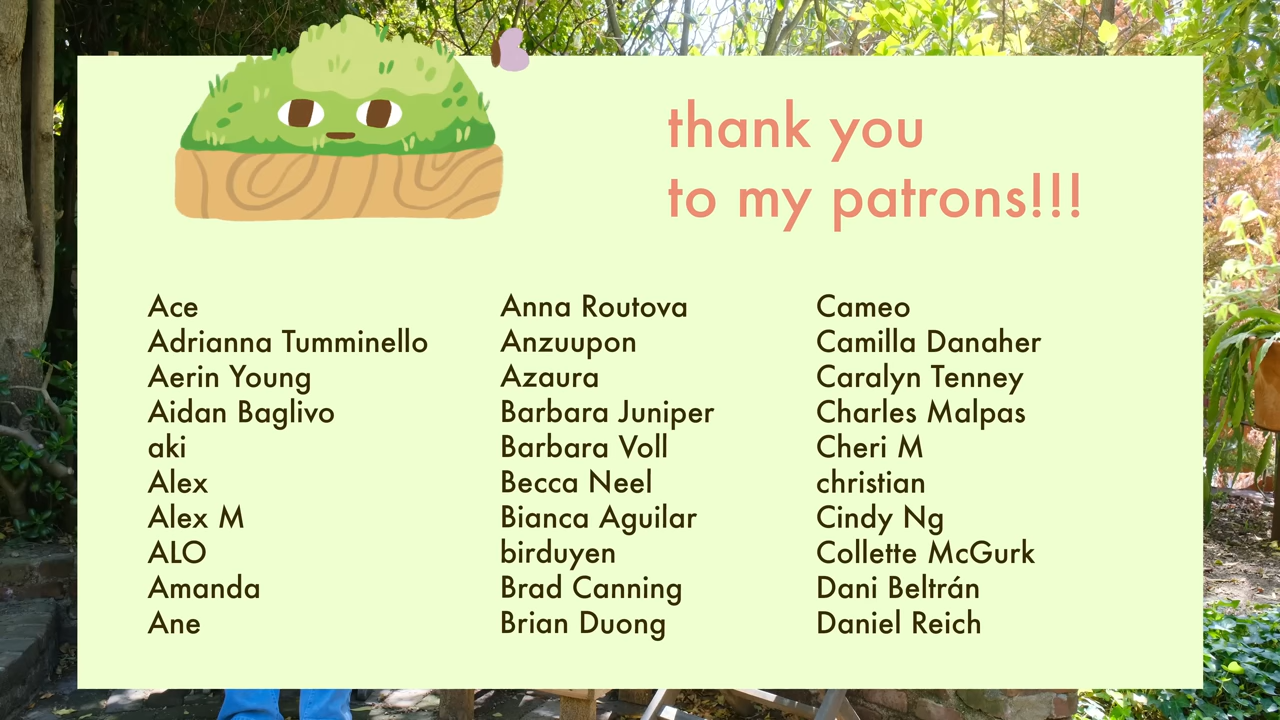 thank you
to my patrons!!!
Ace
Adrianna Tumminello
Aerin Young
Aidan Baglivo
aki
Alex
Alex M
ALO
Amanda
Ane
Anna Routova
Anzuupon
Azaura
Barbara Juniper
Barbara Voll
Becca Neel
Bianca Aguilar
birduyen
Brad Canning
Brian Duong
Cameo
Camilla Danaher
Caralyn Tenney
Charles Malpas
Cheri M
christian
Cindy Ng
Collette McGurk
Dani Beltrán
Daniel Reich